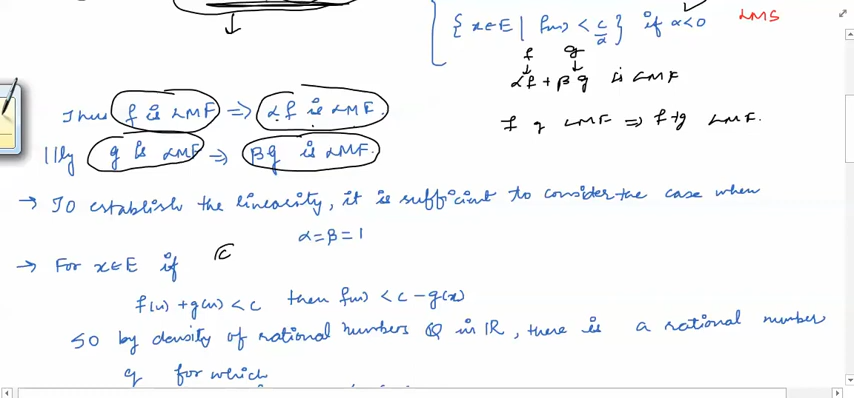 {x∈E | f(x) < c/α} if α<0 LMS
f g
αf + βg is LMF
Thus f is LMF ⇒ αf is LMF.
f g LMF ⇒ f+g LMF.
Illy g is LMF ⇒ βg is LMF.
→ To establish the linearity, it is sufficient to consider the case when
α=β=1
→ For x∈E if
f(x) + g(x) < c then f(x) < c - g(x)
So by density of rational numbers Q in IR, there is a rational number
q for which